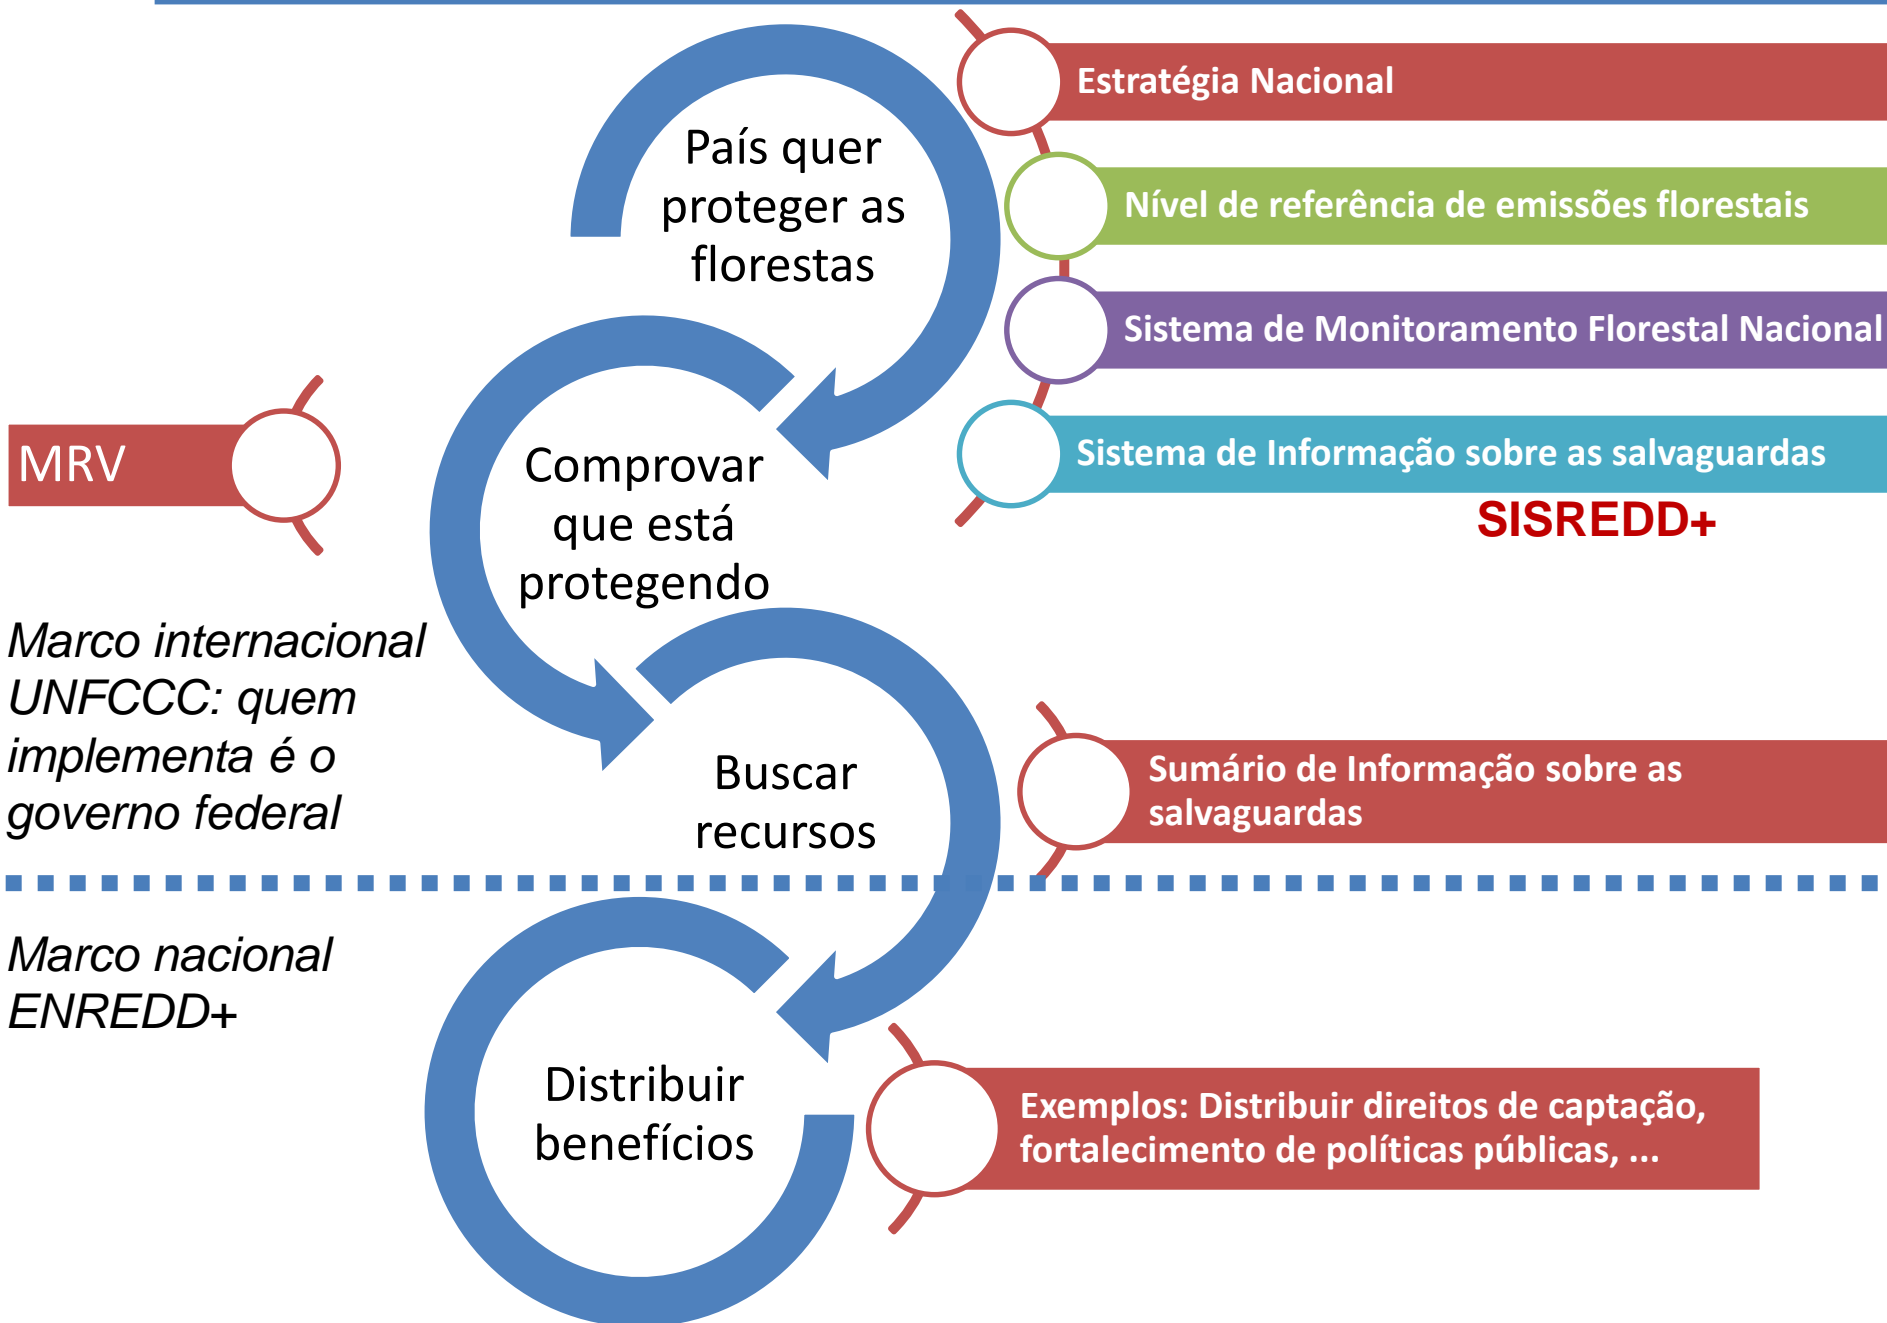 País quer
proteger as
florestas
Estratégia Nacional
Nível de referência de emissões florestais
Sistema de Monitoramento Florestal Nacional
Sistema de Informação sobre as salvaguardas
SISREDD+
MRV
Comprovar
que está
protegendo
Marco internacional
UNFCCC: quem
implementa é o
governo federal
Buscar
recursos
Sumário de Informação sobre as
salvaguardas
Marco nacional
ENREDD+
Distribuir
benefícios
Exemplos: Distribuir direitos de captação,
fortalecimento de políticas públicas, ...